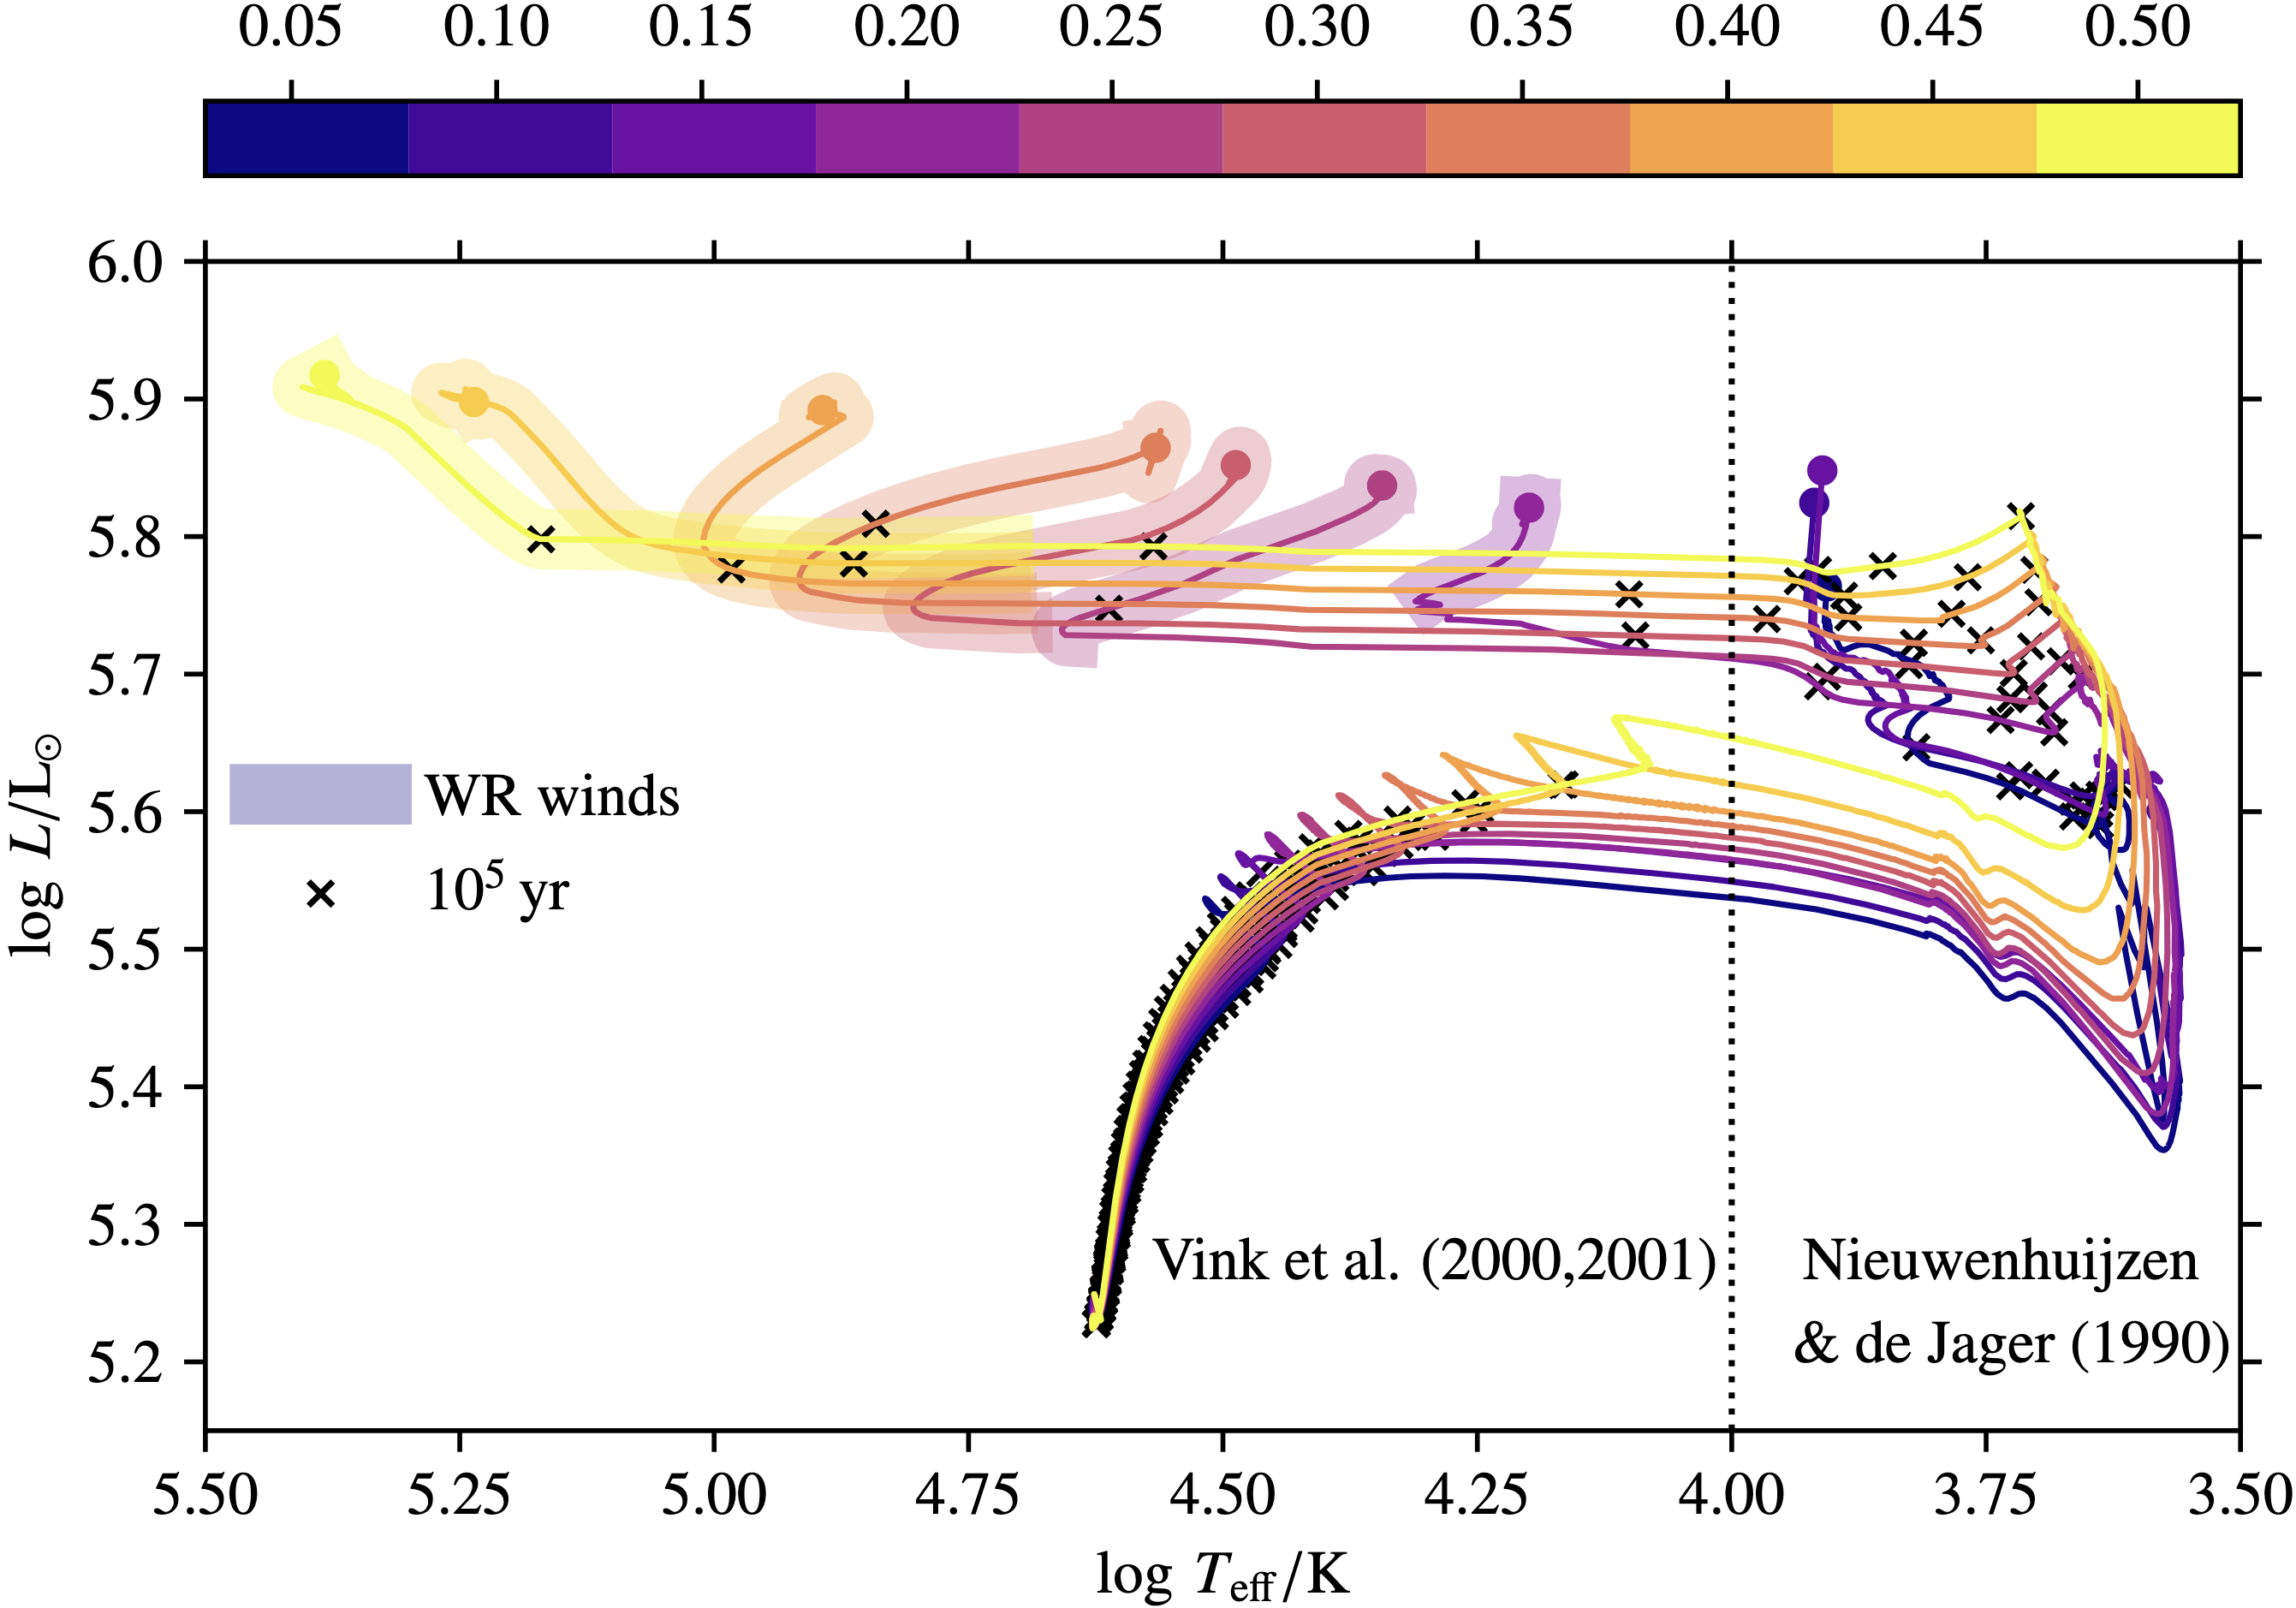 0.05 0.10 0.15 0.20 0.25 0.30 0.35 0.40 0.45 0.50
6.0
5.9
5.8
5.7
5.6
5.5
5.4
5.3
5.2
log L/L⊙
WR winds
10⁵ yr
Vink et al. (2000,2001)
Nieuwenhuijzen
& de Jager (1990)
5.50 5.25 5.00 4.75 4.50 4.25 4.00 3.75 3.50
log T_eff/K